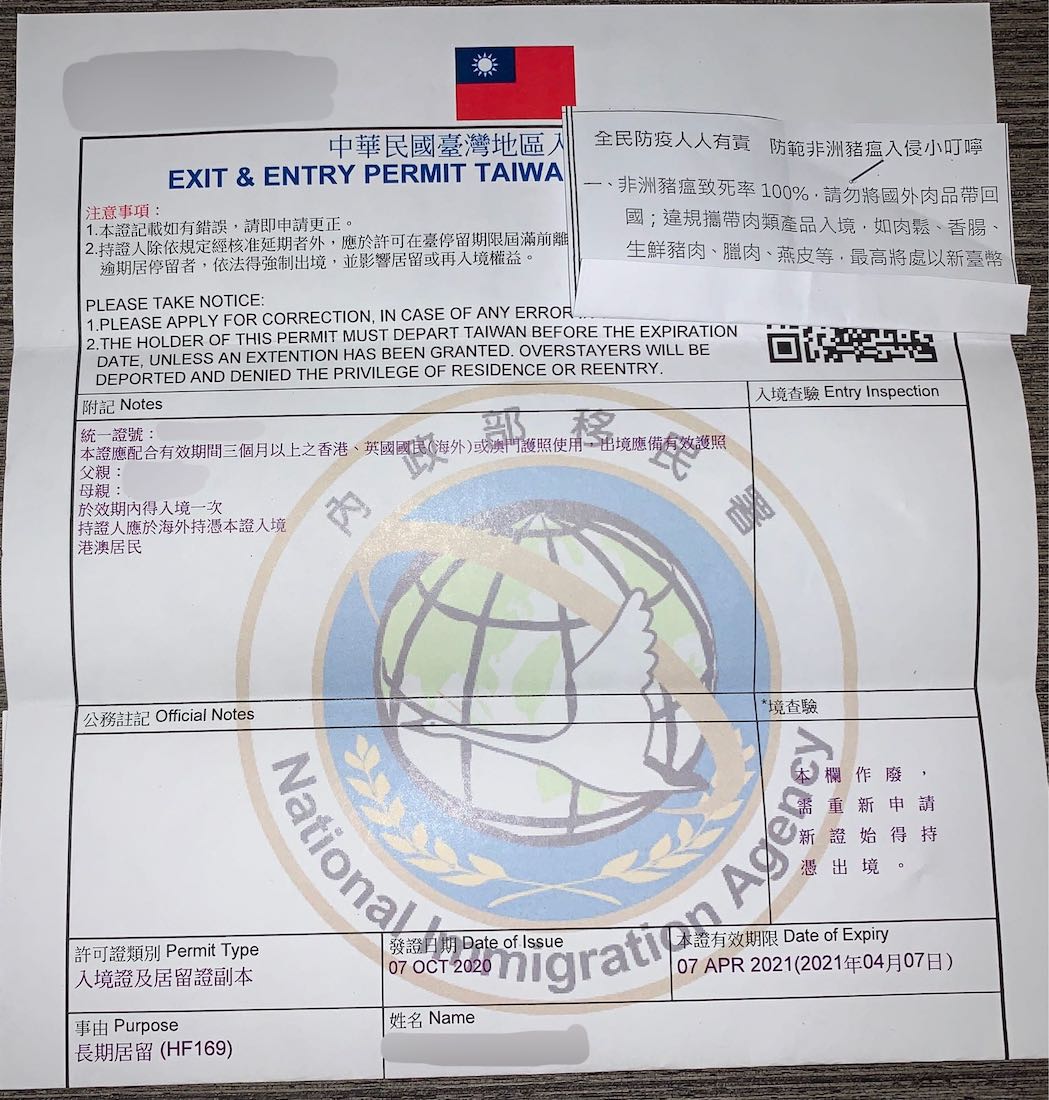 中華民國臺灣地區入
EXIT & ENTRY PERMIT TAIWA
注意事項：
1.本證記載如有錯誤，請即申請更正。
2.持證人除依規定經核准延期者外，應於許可在臺停留期限屆滿前離
逾期居停留者，依法得強制出境，並影響居留或再入境權益。
全民防疫人人有責　防範非洲豬瘟入侵小叮嚀
一、非洲豬瘟致死率 100%，請勿將國外肉品帶回
國；違規攜帶肉類產品入境，如肉鬆、香腸、
生鮮豬肉、臘肉、燕皮等，最高將處以新臺幣
PLEASE TAKE NOTICE:
1.PLEASE APPLY FOR CORRECTION, IN CASE OF ANY ERROR
2.THE HOLDER OF THIS PERMIT MUST DEPART TAIWAN BEFORE THE EXPIRATION
DATE, UNLESS AN EXTENTION HAS BEEN GRANTED. OVERSTAYERS WILL BE
DEPORTED AND DENIED THE PRIVILEGE OF RESIDENCE OR REENTRY.
附記 Notes
入境查驗 Entry Inspection
統一證號：
本證應配合有效期間三個月以上之香港、英國國民(海外)或澳門護照使用，出境應備有效護照
父親：
母親：
於效期內得入境一次
持證人應於海外持憑本證入境
港澳居民
內政部移民署
National Immigration Agency
公務註記 Official Notes
*境查驗
本欄作廢，
需重新申請
新證始得持
憑出境。
許可證類別 Permit Type
入境證及居留證副本
發證日期 Date of Issue
07 OCT 2020
本證有效期限 Date of Expiry
07 APR 2021(2021年04月07日)
事由 Purpose
長期居留 (HF169)
姓名 Name